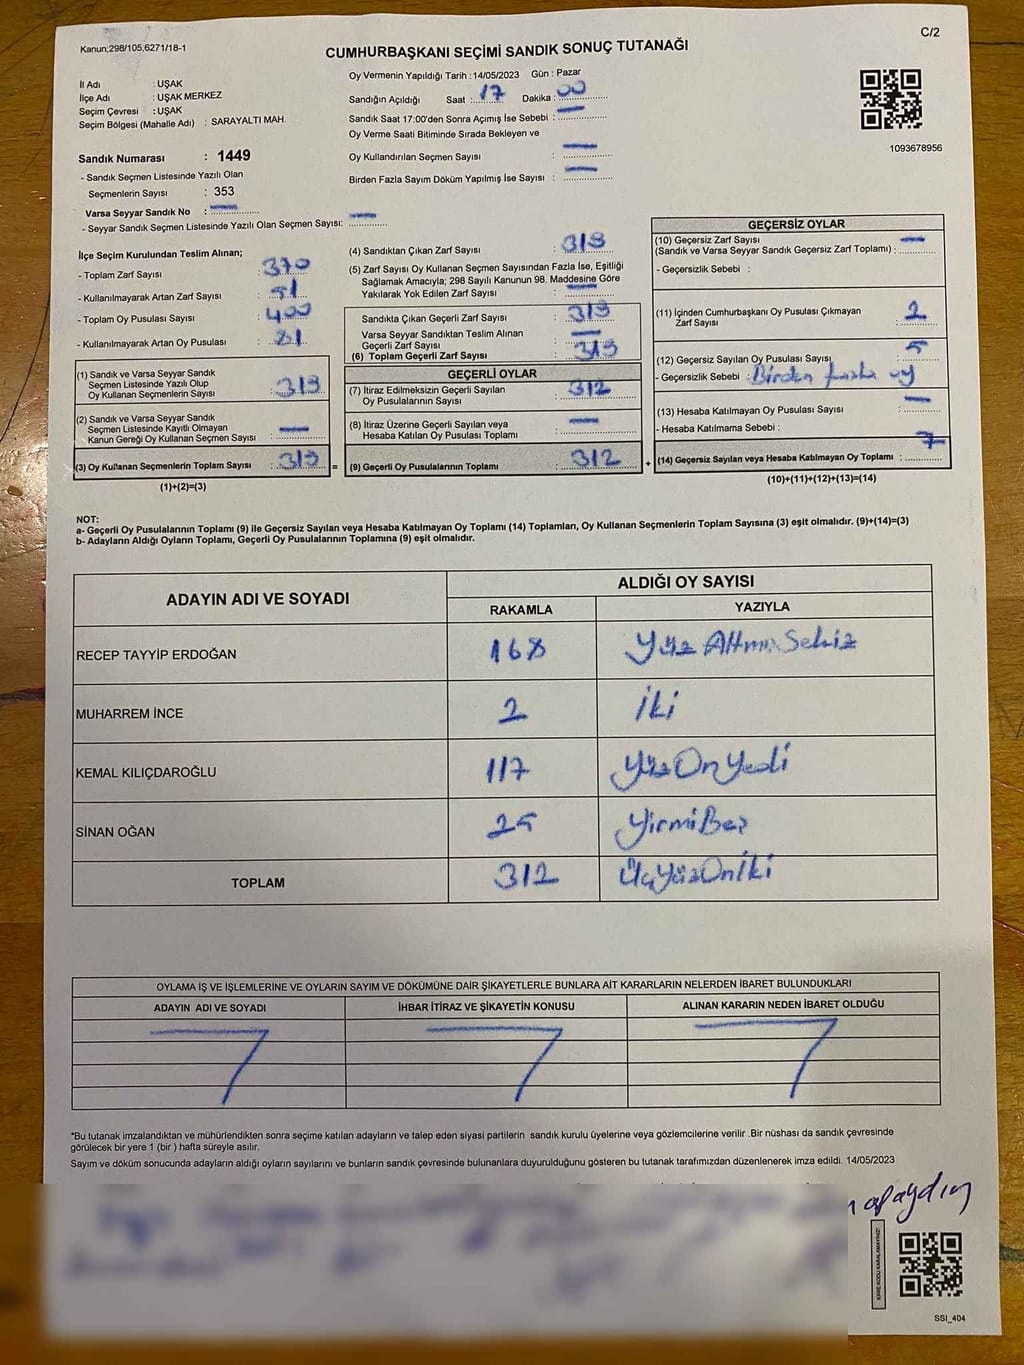 Kanun,298/105,6271/18-1
C/2
CUMHURBAŞKANI SEÇİMİ SANDIK SONUÇ TUTANAĞI
İl Adı : UŞAK
İlçe Adı : UŞAK MERKEZ
Seçim Çevresi : UŞAK
Seçim Bölgesi (Mahalle Adı) : SARAYALTI MAH.
Sandık Numarası : 1449
- Sandık Seçmen Listesinde Yazılı Olan
Seçmenlerin Sayısı : 353
Varsa Seyyar Sandık No : —
- Seyyar Sandık Seçmen Listesinde Yazılı Olan Seçmen Sayısı: —
Oy Vermenin Yapıldığı Tarih : 14/05/2023 Gün : Pazar
Sandığın Açıldığı Saat : 17 Dakika : 00
Sandık Saat 17:00'den Sonra Açımış İse Sebebi : —
Oy Verme Saati Bitiminde Sırada Bekleyen ve
Oy Kullandırılan Seçmen Sayısı : —
Birden Fazla Sayım Döküm Yapılmış İse Sayısı : —
1093678956
İlçe Seçim Kurulundan Teslim Alınan;
- Toplam Zarf Sayısı : 370
- Kullanılmayarak Artan Zarf Sayısı : 51
- Toplam Oy Pusulası Sayısı : 400
- Kullanılmayarak Artan Oy Pusulası : 81
(1) Sandık ve Varsa Seyyar Sandık
Seçmen Listesinde Yazılı Olup
Oy Kullanan Seçmenlerin Sayısı : 319
(2) Sandık ve Varsa Seyyar Sandık
Seçmen Listesinde Kayıtlı Olmayan
Kanun Gereği Oy Kullanan Seçmen Sayısı : —
(3) Oy Kullanan Seçmenlerin Toplam Sayısı : 319
(1)+(2)=(3)
(4) Sandıktan Çıkan Zarf Sayısı : 319
(5) Zarf Sayısı Oy Kullanan Seçmen Sayısından Fazla İse, Eşitliği
Sağlamak Amacıyla; 298 Sayılı Kanunun 98. Maddesine Göre
Yakılarak Yok Edilen Zarf Sayısı : —
Sandıkta Çıkan Geçerli Zarf Sayısı : 319
Varsa Seyyar Sandıktan Teslim Alınan
Geçerli Zarf Sayısı : —
(6) Toplam Geçerli Zarf Sayısı : 319
GEÇERLİ OYLAR
(7) İtiraz Edilmeksizin Geçerli Sayılan
Oy Pusulalarının Sayısı : 312
(8) İtiraz Üzerine Geçerli Sayılan veya
Hesaba Katılan Oy Pusulası Toplamı : —
= (9) Geçerli Oy Pusulalarının Toplamı : 312
GEÇERSİZ OYLAR
(10) Geçersiz Zarf Sayısı
(Sandık ve Varsa Seyyar Sandık Geçersiz Zarf Toplamı) : —
- Geçersizlik Sebebi :
(11) İçinden Cumhurbaşkanı Oy Pusulası Çıkmayan
Zarf Sayısı : 2
(12) Geçersiz Sayılan Oy Pusulası Sayısı : 5
- Geçersizlik Sebebi : Birden fazla oy
(13) Hesaba Katılmayan Oy Pusulası Sayısı : —
- Hesaba Katılmama Sebebi :
+ (14) Geçersiz Sayılan veya Hesaba Katılmayan Oy Toplamı : 7
(10)+(11)+(12)+(13)=(14)
NOT:
a- Geçerli Oy Pusulalarının Toplamı (9) ile Geçersiz Sayılan veya Hesaba Katılmayan Oy Toplamı (14) Toplamları, Oy Kullanan Seçmenlerin Toplam Sayısına (3) eşit olmalıdır. (9)+(14)=(3)
b- Adayların Aldığı Oyların Toplamı, Geçerli Oy Pusulalarının Toplamına (9) eşit olmalıdır.
ADAYIN ADI VE SOYADI
ALDIĞI OY SAYISI
RAKAMLA YAZIYLA
RECEP TAYYİP ERDOĞAN 168 Yüz Altmış Sekiz
MUHARREM İNCE 2 İki
KEMAL KILIÇDAROĞLU 117 Yüz On Yedi
SİNAN OĞAN 25 Yirmi Beş
TOPLAM 312 Üçyüz Oniki
OYLAMA İŞ VE İŞLEMLERİNE VE OYLARIN SAYIM VE DÖKÜMÜNE DAİR ŞİKAYETLERLE BUNLARA AİT KARARLARIN NELERDEN İBARET BULUNDUKLARI
ADAYIN ADI VE SOYADI İHBAR İTİRAZ VE ŞİKAYETİN KONUSU ALINAN KARARIN NEDEN İBARET OLDUĞU
*Bu tutanak imzalandıktan ve mühürlendikten sonra seçime katılan adayların ve talep eden siyasi partilerin sandık kurulu üyelerine veya gözlemcilerine verilir .Bir nüshası da sandık çevresinde
görülecek bir yere 1 (bir ) hafta süreyle asılır.
Sayım ve döküm sonucunda adayların aldığı oyların sayılarını ve bunların sandık çevresinde bulunanlara duyurulduğunu gösteren bu tutanak tarafımızdan düzenlenerek imza edildi. 14/05/2023
KARE KODU KARALAMAYINIZ!
SSI_404